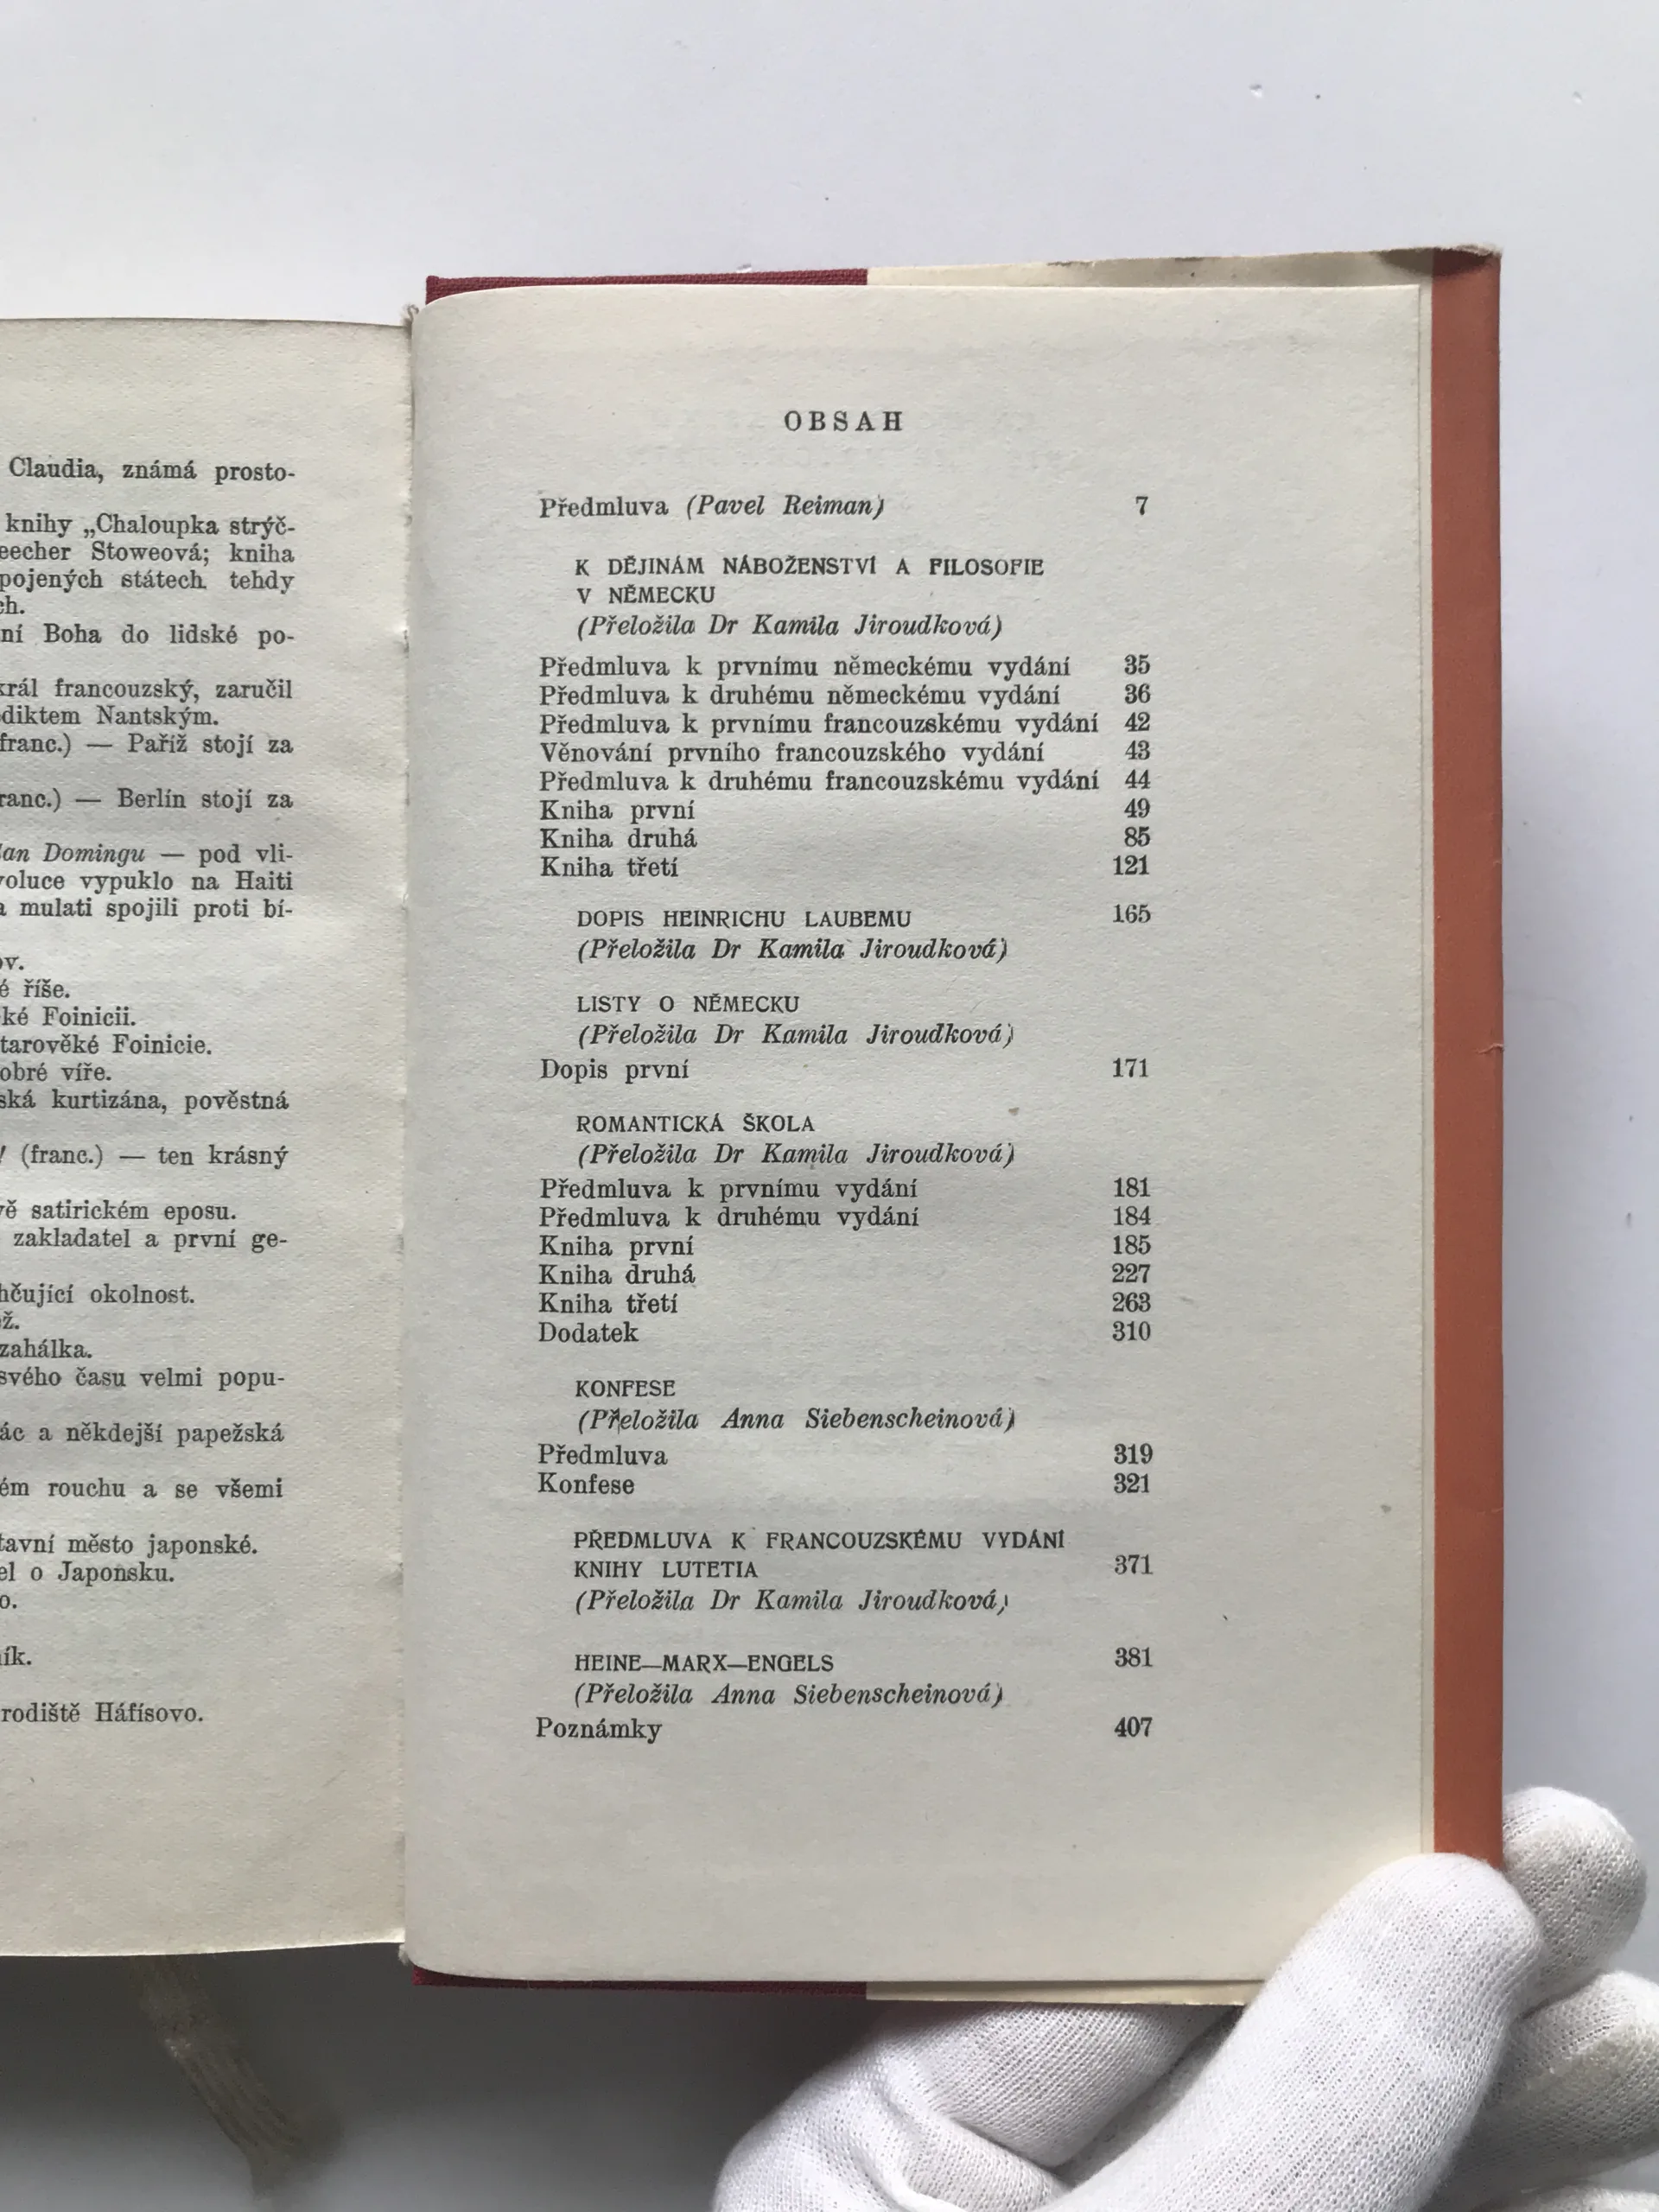 Claudia, známá prosto-
knihy „Chaloupka strýč-
Stoweová; kniha
státech tehdy
ní Boha do lidské po-
král francouzský, zaručil
Nantským.
franc.) — Paříž stojí za
franc.) — Berlín stojí za
Domingu — pod vli-
vypuklo na Haiti
a mulati spojili proti bí-
é říše.
Foinicii.
Foinicie.
víře.
kurtizána, pověstná
(franc.) — ten krásný
satirickém eposu.
zakladatel a první ge-
okolnost.
zahálka.
svého času velmi popu-
a někdejší papežská
rouchu a se všemi
město japonské.
o Japonsku.
rodiště Háfísovo.
OBSAH
Předmluva (Pavel Reiman) 7
K DĚJINÁM NÁBOŽENSTVÍ A FILOSOFIE
V NĚMECKU
(Přeložila Dr Kamila Jiroudková)
Předmluva k prvnímu německému vydání 35
Předmluva k druhému německému vydání 36
Předmluva k prvnímu francouzskému vydání 42
Věnování prvního francouzského vydání 43
Předmluva k druhému francouzskému vydání 44
Kniha první 49
Kniha druhá 85
Kniha třetí 121
DOPIS HEINRICHU LAUBEMU 165
(Přeložila Dr Kamila Jiroudková)
LISTY O NĚMECKU
(Přeložila Dr Kamila Jiroudková)
Dopis první 171
ROMANTICKÁ ŠKOLA
(Přeložila Dr Kamila Jiroudková)
Předmluva k prvnímu vydání 181
Předmluva k druhému vydání 184
Kniha první 185
Kniha druhá 227
Kniha třetí 263
Dodatek 310
KONFESE
(Přeložila Anna Siebenscheinová)
Předmluva 319
Konfese 321
PŘEDMLUVA K FRANCOUZSKÉMU VYDÁNÍ
KNIHY LUTETIA 371
(Přeložila Dr Kamila Jiroudková)
HEINE—MARX—ENGELS 381
(Přeložila Anna Siebenscheinová)
Poznámky 407